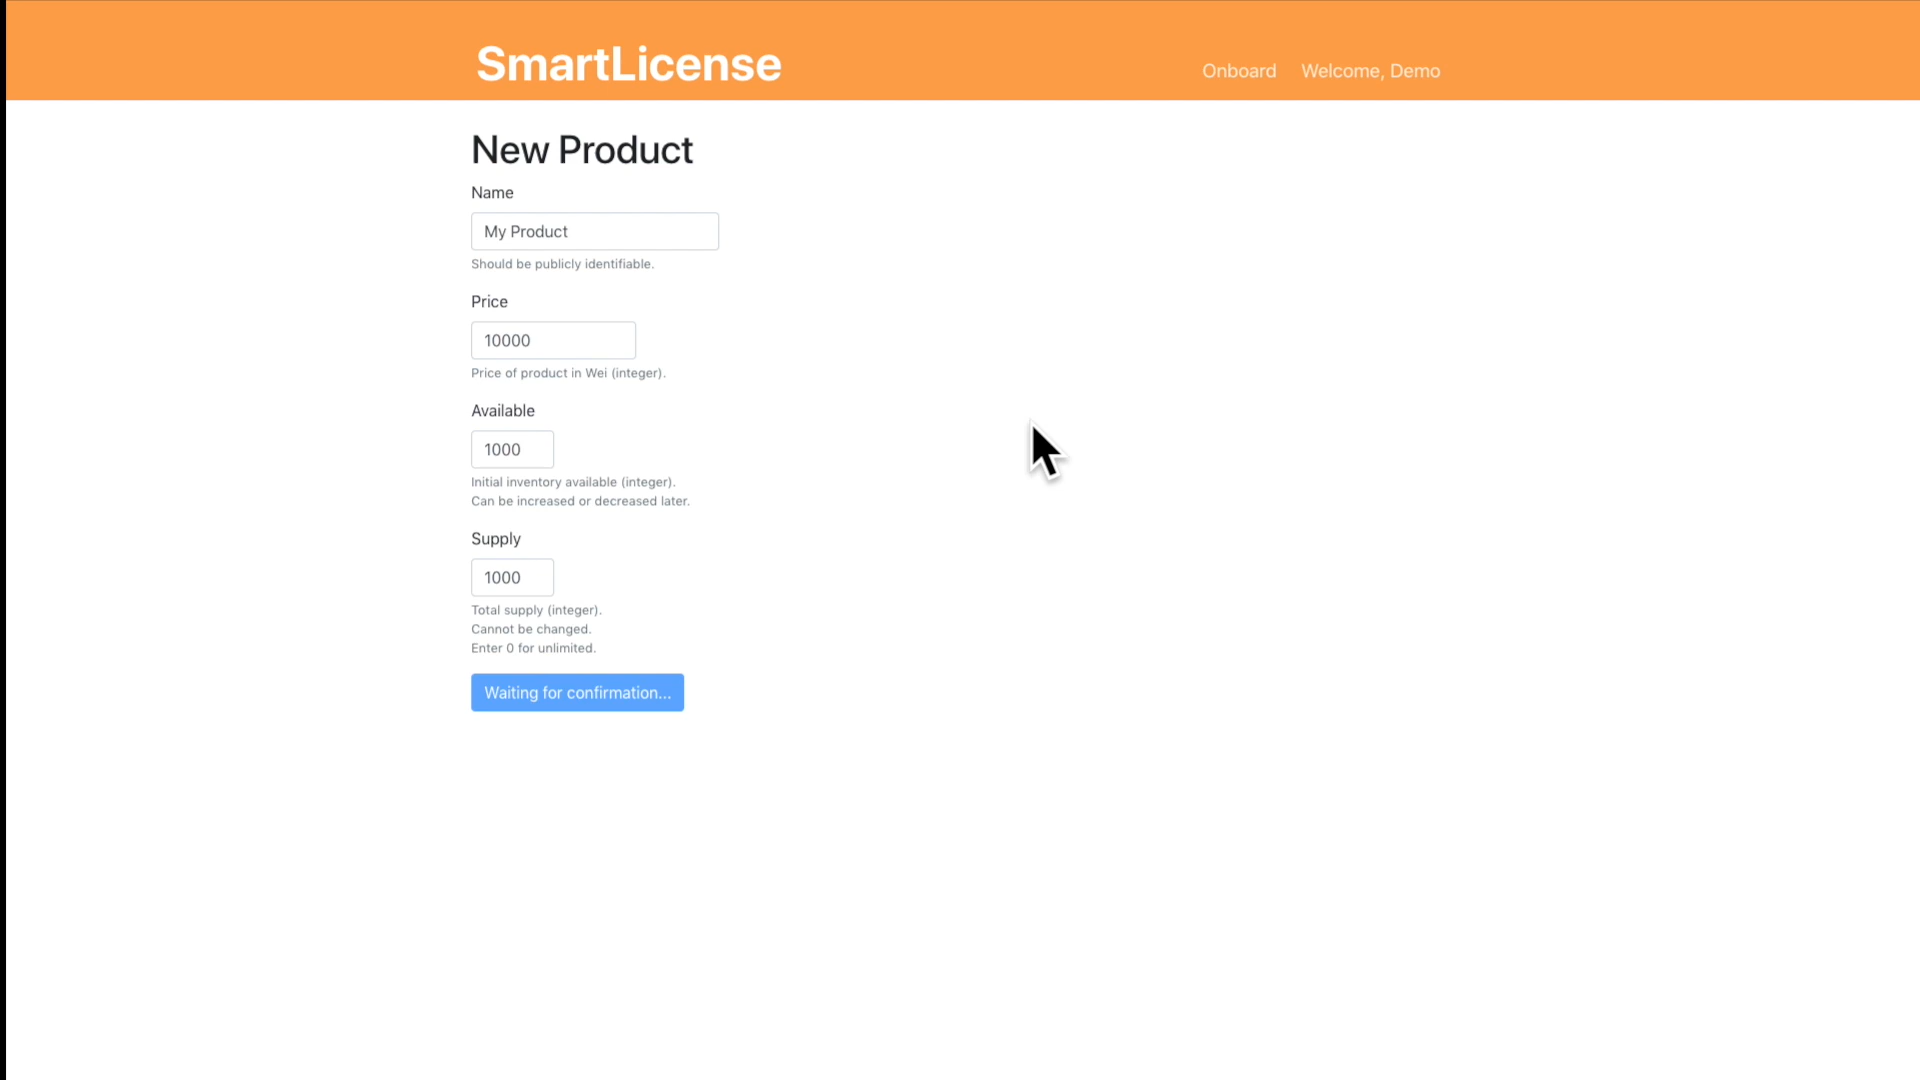 SmartLicense
Onboard
Welcome, Demo
New Product
Name
My Product
Should be publicly identifiable.
Price
10000
Price of product in Wei (integer).
Available
1000
Initial inventory available (integer).
Can be increased or decreased later.
Supply
1000
Total supply (integer).
Cannot be changed.
Enter 0 for unlimited.
Waiting for confirmation...